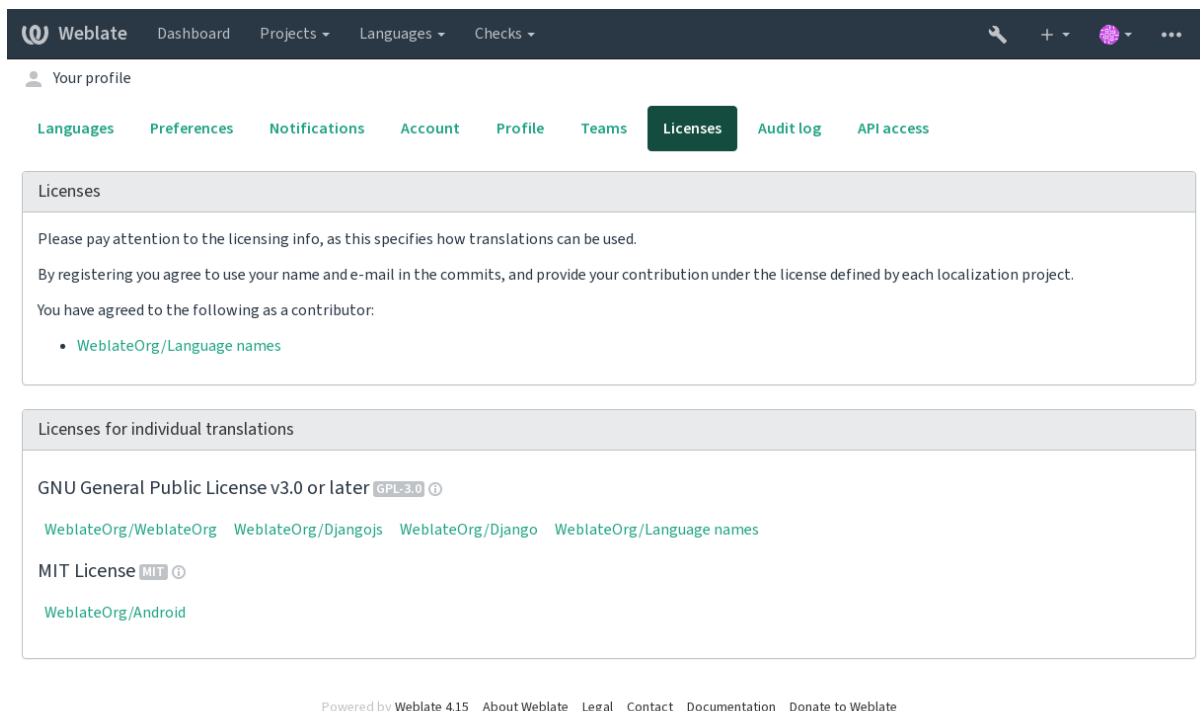 Weblate Dashboard Projects Languages Checks
Your profile
Languages Preferences Notifications Account Profile Teams Licenses Audit log API access
Licenses
Please pay attention to the licensing info, as this specifies how translations can be used.
By registering you agree to use your name and e-mail in the commits, and provide your contribution under the license defined by each localization project.
You have agreed to the following as a contributor:
• WeblateOrg/Language names
Licenses for individual translations
GNU General Public License v3.0 or later GPL-3.0
WeblateOrg/WeblateOrg WeblateOrg/Djangojs WeblateOrg/Django WeblateOrg/Language names
MIT License MIT
WeblateOrg/Android
Powered by Weblate 4.15 About Weblate Legal Contact Documentation Donate to Weblate